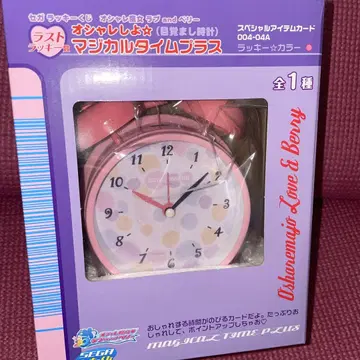 セガ ラッキーくじ オシャレ魔女 ラブ and ベリー
ラスト
ラッキー賞
オシャレしよ☆(目覚まし時計)
マジカルタイムプラス
スペシャルアイテムカード
004-04A
ラッキー☆カラー
全1種
12
1
2
3
4
5
6
7
8
9
10
11
Osharemajo Love & Berry
おしゃれする時間がのびるカードだよ。たっぷりお
しゃれして、ポイントアップしちゃお♡
MAGICAL TIME PLUS
SEGA